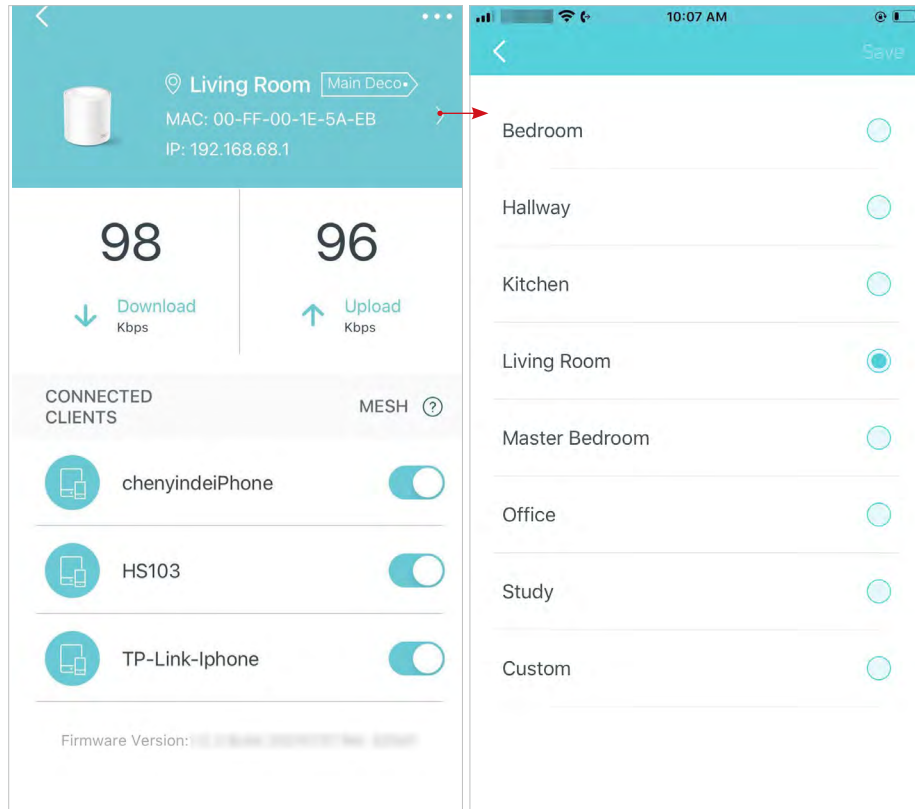 Living Room Main Deco
MAC: 00-FF-00-1E-5A-EB
IP: 192.168.68.1
98
Download
Kbps
96
Upload
Kbps
CONNECTED
CLIENTS
MESH ?
chenyindeiPhone
HS103
TP-Link-Iphone
Firmware Version:
10:07 AM
Save
Bedroom
Hallway
Kitchen
Living Room
Master Bedroom
Office
Study
Custom